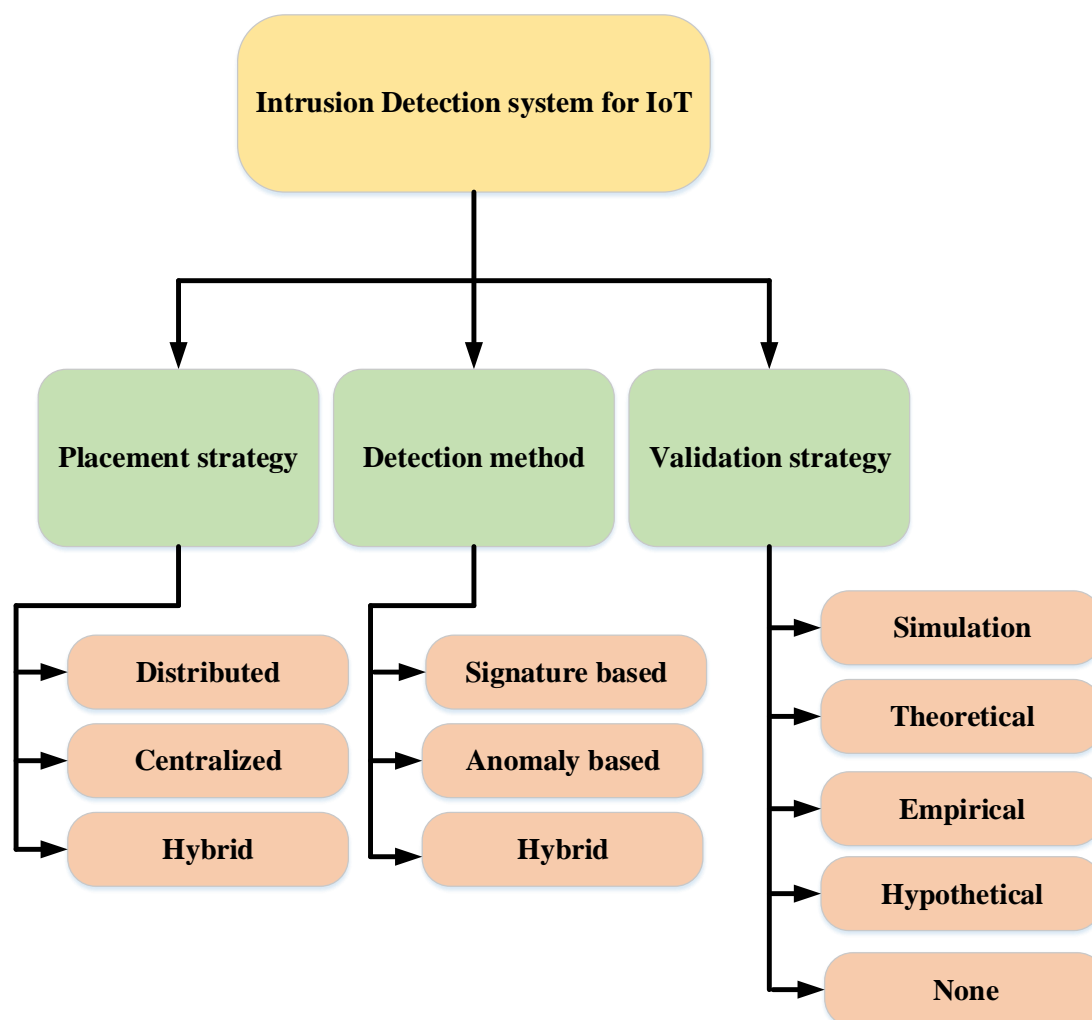 Intrusion Detection system for IoT
Placement strategy
Detection method
Validation strategy
Distributed
Centralized
Hybrid
Signature based
Anomaly based
Hybrid
Simulation
Theoretical
Empirical
Hypothetical
None